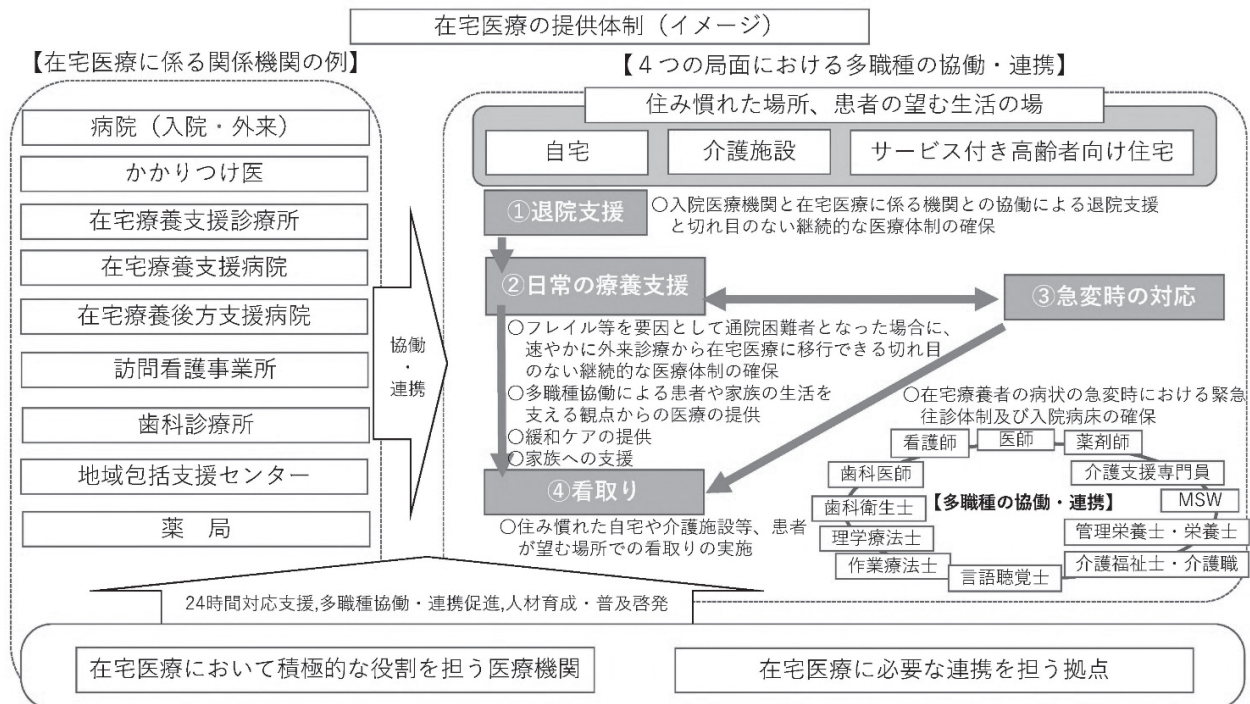 在宅医療の提供体制（イメージ）
【在宅医療に係る関係機関の例】
病院（入院・外来）
かかりつけ医
在宅療養支援診療所
在宅療養支援病院
在宅療養後方支援病院
訪問看護事業所
歯科診療所
地域包括支援センター
薬　局
協働
・
連携
【４つの局面における多職種の協働・連携】
住み慣れた場所、患者の望む生活の場
自宅
介護施設
サービス付き高齢者向け住宅
①退院支援
○入院医療機関と在宅医療に係る機関との協働による退院支援
と切れ目のない継続的な医療体制の確保
②日常の療養支援
③急変時の対応
○フレイル等を要因として通院困難者となった場合に、
速やかに外来診療から在宅医療に移行できる切れ目
のない継続的な医療体制の確保
○多職種協働による患者や家族の生活を
支える観点からの医療の提供
○緩和ケアの提供
○家族への支援
○在宅療養者の病状の急変時における緊急
往診体制及び入院病床の確保
④看取り
○住み慣れた自宅や介護施設等、患者
が望む場所での看取りの実施
看護師
医師
薬剤師
歯科医師
介護支援専門員
歯科衛生士
【多職種の協働・連携】
MSW
理学療法士
管理栄養士・栄養士
作業療法士
言語聴覚士
介護福祉士・介護職
24時間対応支援,多職種協働・連携促進,人材育成・普及啓発
在宅医療において積極的な役割を担う医療機関
在宅医療に必要な連携を担う拠点